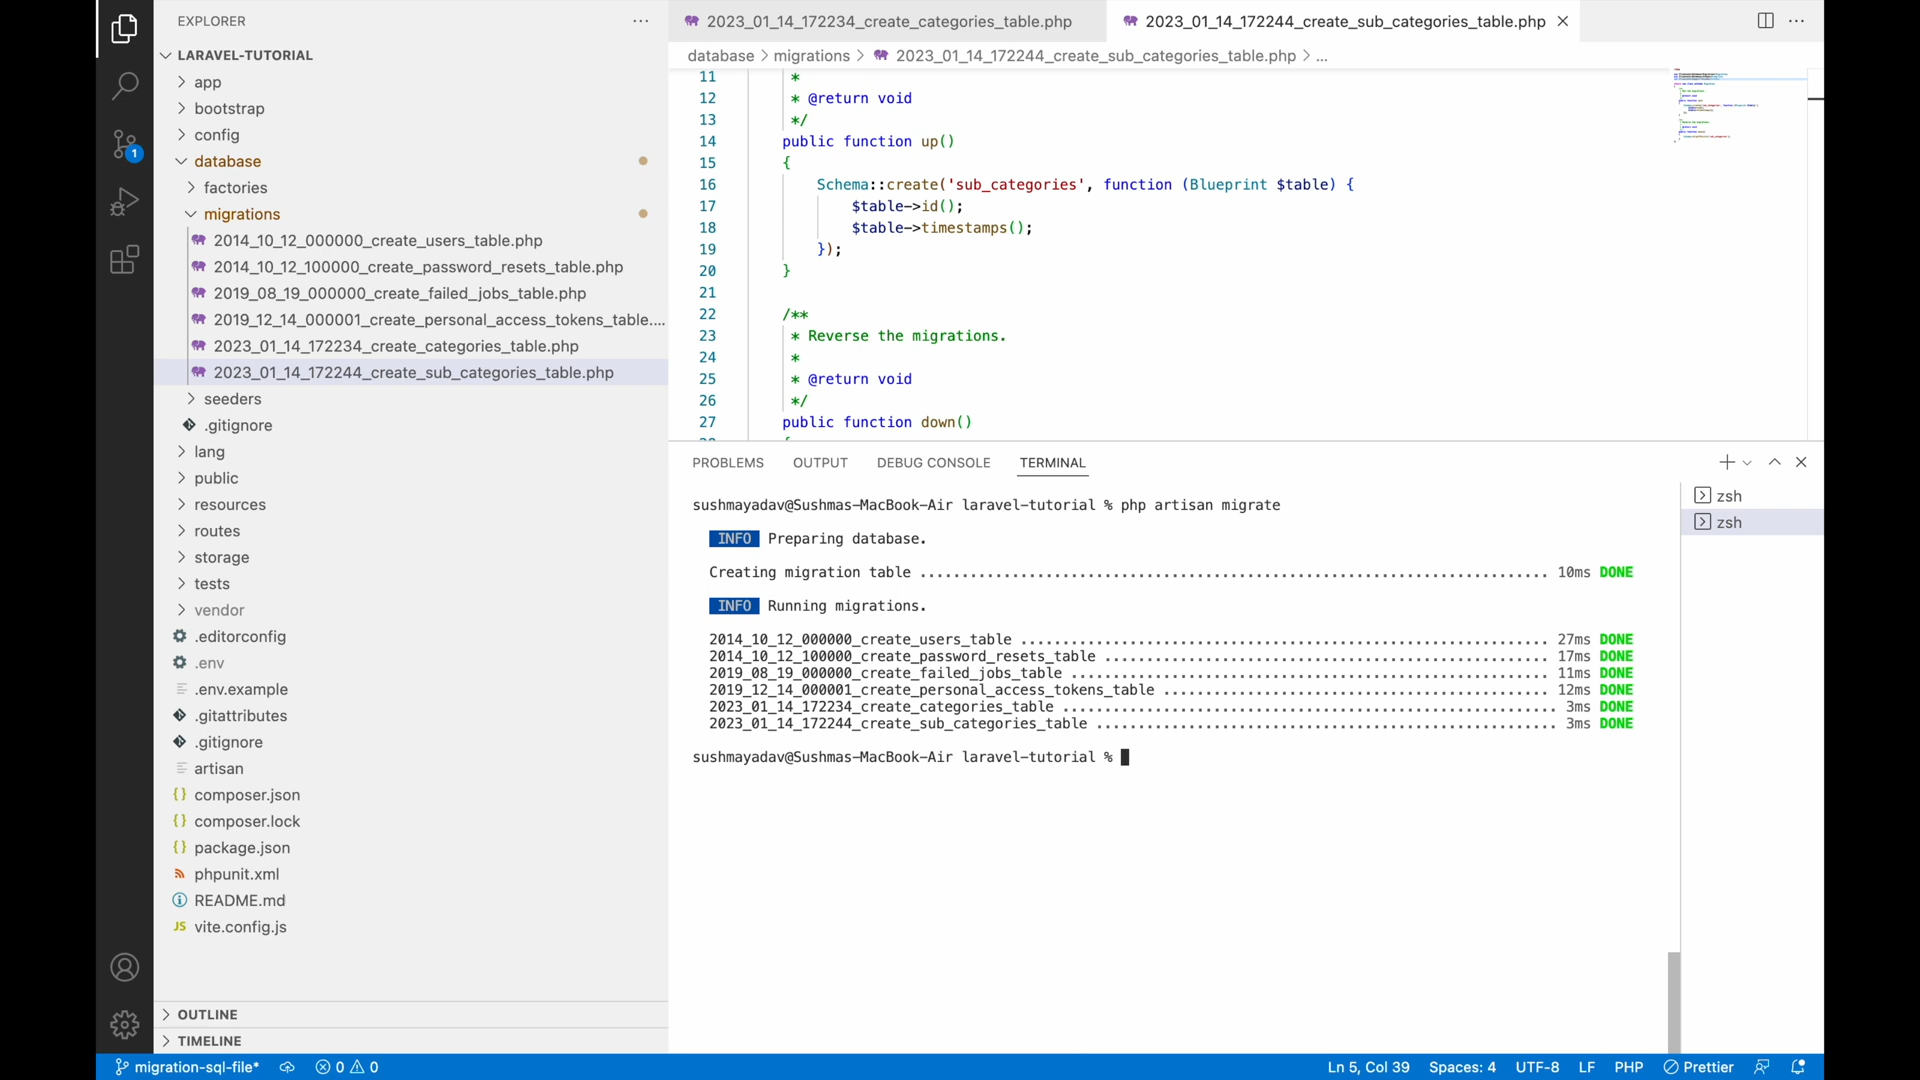 EXPLORER
LARAVEL-TUTORIAL
app
bootstrap
config
database
factories
migrations
2014_10_12_000000_create_users_table.php
2014_10_12_100000_create_password_resets_table.php
2019_08_19_000000_create_failed_jobs_table.php
2019_12_14_000001_create_personal_access_tokens_table....
2023_01_14_172234_create_categories_table.php
2023_01_14_172244_create_sub_categories_table.php
seeders
.gitignore
lang
public
resources
routes
storage
tests
vendor
.editorconfig
.env
.env.example
.gitattributes
.gitignore
artisan
composer.json
composer.lock
package.json
phpunit.xml
README.md
JS vite.config.js
OUTLINE
TIMELINE
1
2023_01_14_172234_create_categories_table.php
2023_01_14_172244_create_sub_categories_table.php
database > migrations > 2023_01_14_172244_create_sub_categories_table.php > ...
11 *
12 * @return void
13 */
14 public function up()
15 {
16 Schema::create('sub_categories', function (Blueprint $table) {
17 $table->id();
18 $table->timestamps();
19 });
20 }
21
22 /**
23 * Reverse the migrations.
24 *
25 * @return void
26 */
27 public function down()
PROBLEMS OUTPUT DEBUG CONSOLE TERMINAL
sushmayadav@Sushmas-MacBook-Air laravel-tutorial % php artisan migrate
INFO Preparing database.
Creating migration table ........................................................................... 10ms DONE
INFO Running migrations.
2014_10_12_000000_create_users_table ............................................................... 27ms DONE
2014_10_12_100000_create_password_resets_table ..................................................... 17ms DONE
2019_08_19_000000_create_failed_jobs_table ......................................................... 11ms DONE
2019_12_14_000001_create_personal_access_tokens_table .............................................. 12ms DONE
2023_01_14_172234_create_categories_table ........................................................... 3ms DONE
2023_01_14_172244_create_sub_categories_table ....................................................... 3ms DONE
sushmayadav@Sushmas-MacBook-Air laravel-tutorial %
zsh
zsh
migration-sql-file* 0 0 Ln 5, Col 39 Spaces: 4 UTF-8 LF PHP Prettier